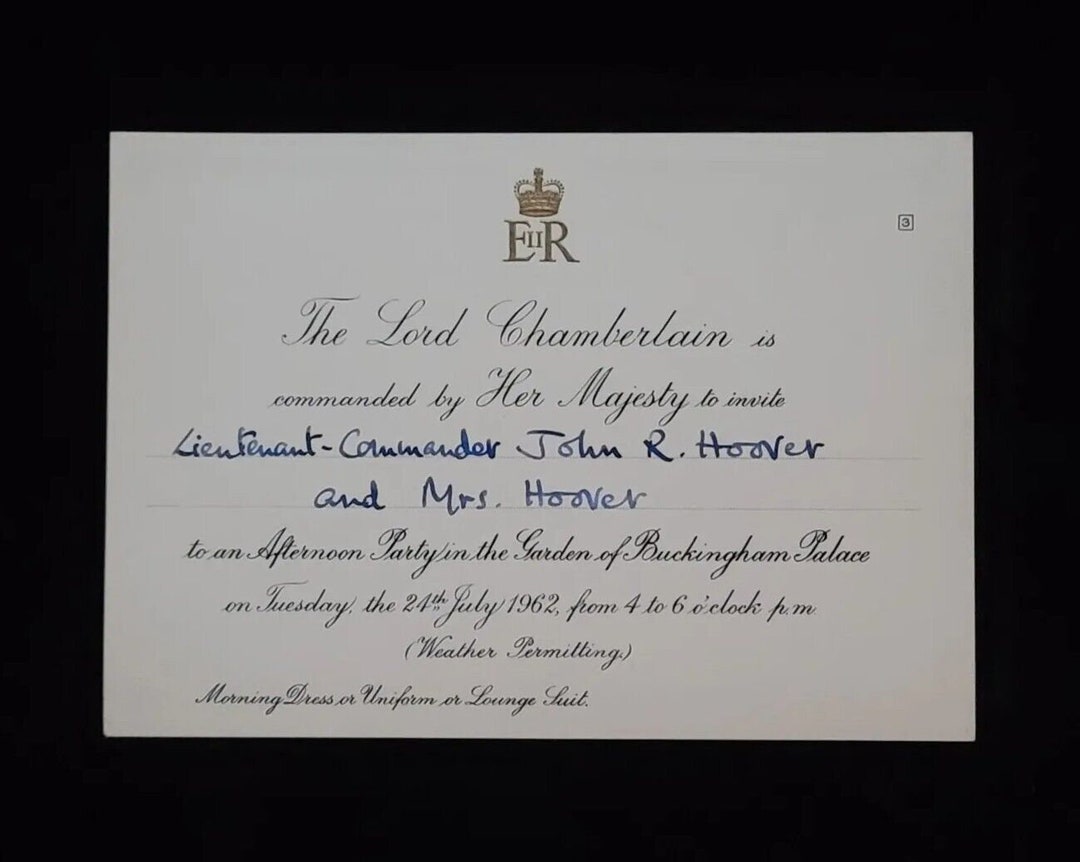 EIIR
3
The Lord Chamberlain is
commanded by Her Majesty to invite
Lieutenant-Commander John R. Hoover
and Mrs. Hoover
to an Afternoon Party in the Garden of Buckingham Palace
on Tuesday, the 24th July 1962, from 4 to 6 o'clock p.m.
(Weather Permitting.)
Morning Dress or Uniform or Lounge Suit.